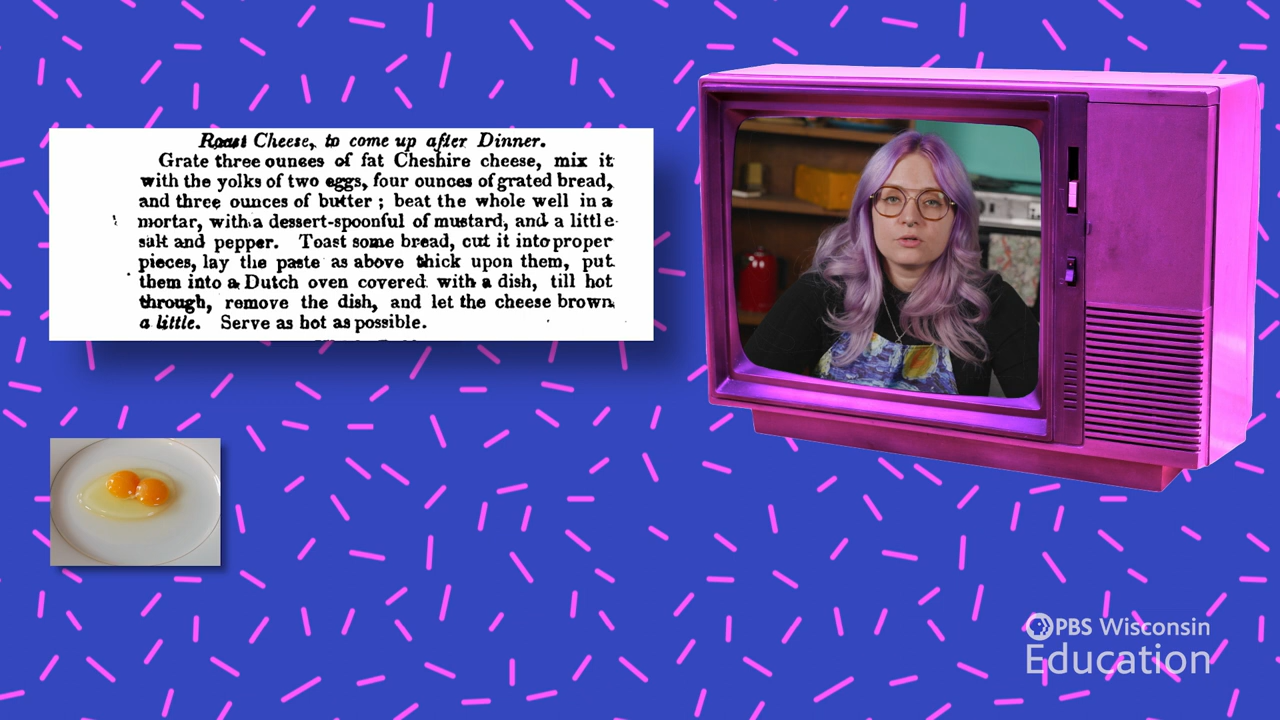 Roast Cheese, to come up after Dinner.
Grate three ounces of fat Cheshire cheese, mix it
with the yolks of two eggs, four ounces of grated bread,
and three ounces of butter ; beat the whole well in a
mortar, with a dessert-spoonful of mustard, and a little
salt and pepper. Toast some bread, cut it into proper
pieces, lay the paste as above thick upon them, put
them into a Dutch oven covered with a dish, till hot
through, remove the dish, and let the cheese brown
a little. Serve as hot as possible.
PBS Wisconsin
Education